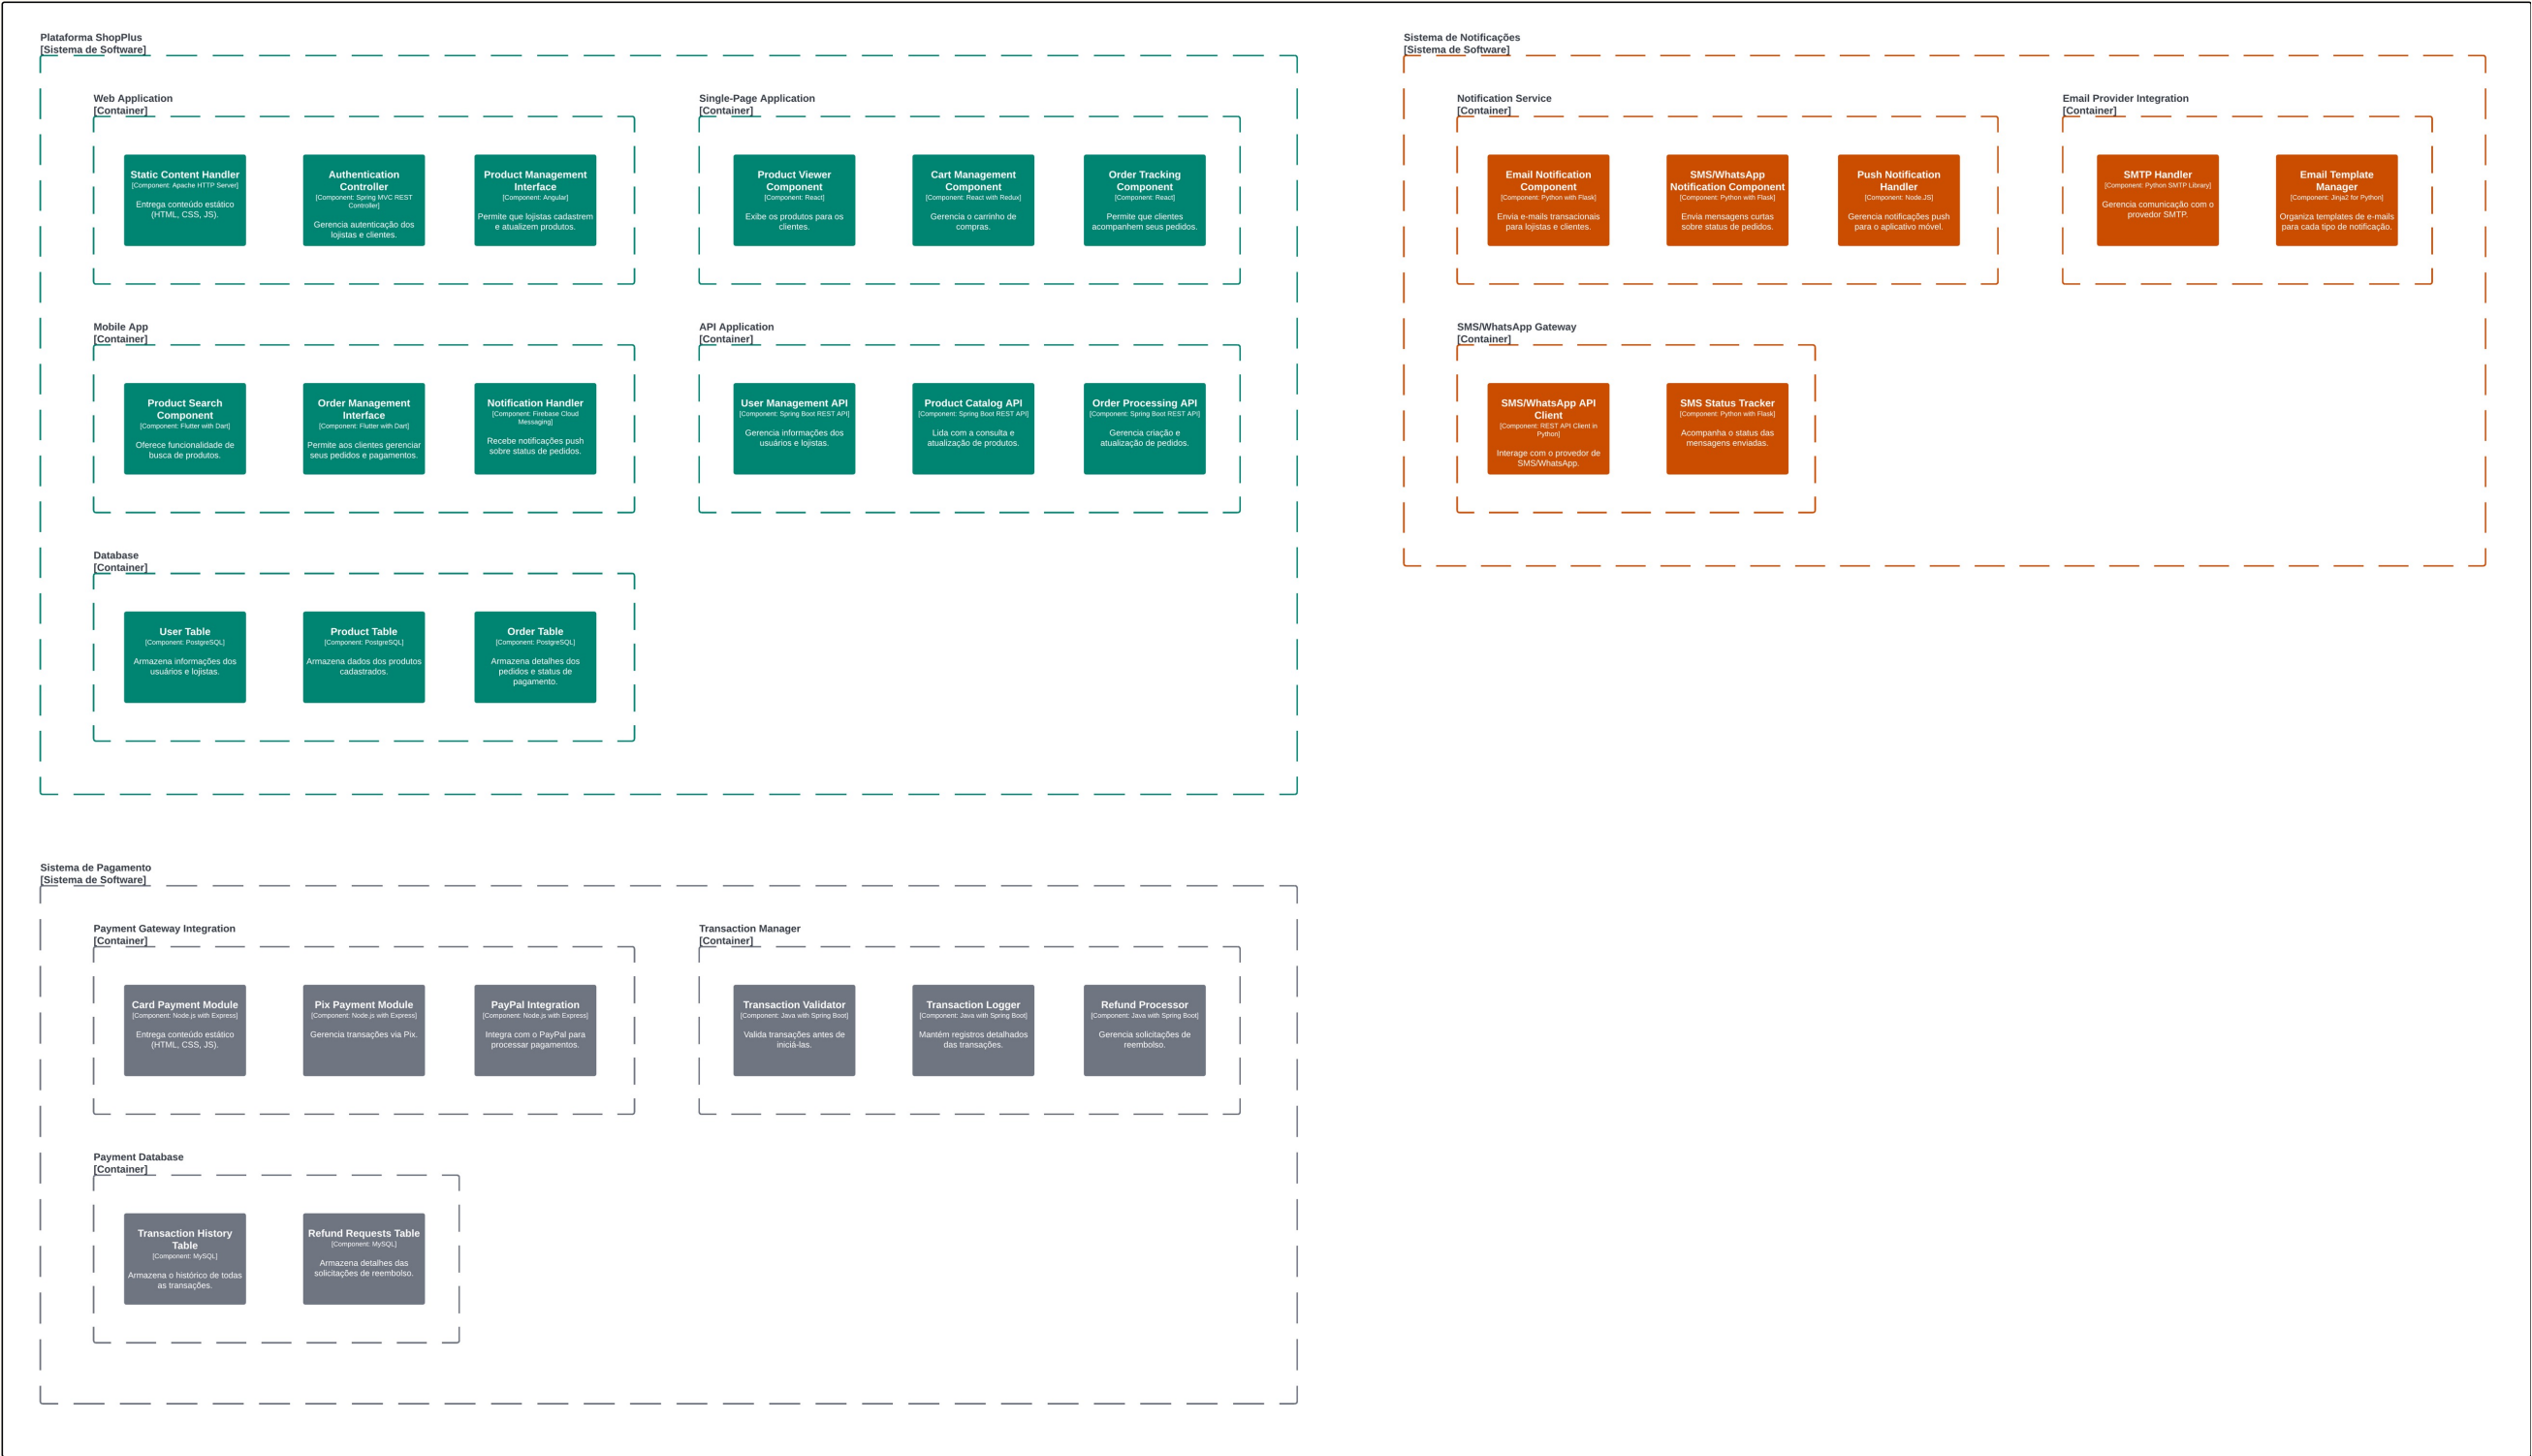 Plataforma ShopPlus
[Sistema de Software]
Web Application
[Container]
Static Content Handler
[Component: Apache HTTP Server]
Entrega conteúdo estático
(HTML, CSS, JS).
Authentication
Controller
[Component: Spring MVC REST
Controller]
Gerencia autenticação dos
lojistas e clientes.
Product Management
Interface
[Component: Angular]
Permite que lojistas cadastrem
e atualizem produtos.
Single-Page Application
[Container]
Product Viewer
Component
[Component: React]
Exibe os produtos para os
clientes.
Cart Management
Component
[Component: React with Redux]
Gerencia o carrinho de
compras.
Order Tracking
Component
[Component: React]
Permite que clientes
acompanhem seus pedidos.
Mobile App
[Container]
Product Search
Component
[Component: Flutter with Dart]
Oferece funcionalidade de
busca de produtos.
Order Management
Interface
[Component: Flutter with Dart]
Permite aos clientes gerenciar
seus pedidos e pagamentos.
Notification Handler
[Component: Firebase Cloud
Messaging]
Recebe notificações push
sobre status de pedidos.
API Application
[Container]
User Management API
[Component: Spring Boot REST API]
Gerencia informações dos
usuários e lojistas.
Product Catalog API
[Component: Spring Boot REST API]
Lida com a consulta e
atualização de produtos.
Order Processing API
[Component: Spring Boot REST API]
Gerencia criação e
atualização de pedidos.
Database
[Container]
User Table
[Component: PostgreSQL]
Armazena informações dos
usuários e lojistas.
Product Table
[Component: PostgreSQL]
Armazena dados dos produtos
cadastrados.
Order Table
[Component: PostgreSQL]
Armazena detalhes dos
pedidos e status de
pagamento.
Sistema de Notificações
[Sistema de Software]
Notification Service
[Container]
Email Notification
Component
[Component: Python with Flask]
Envia e-mails transacionais
para lojistas e clientes.
SMS/WhatsApp
Notification Component
[Component: Python with Flask]
Envia mensagens curtas
sobre status de pedidos.
Push Notification
Handler
[Component: Node.JS]
Gerencia notificações push
para o aplicativo móvel.
Email Provider Integration
[Container]
SMTP Handler
[Component: Python SMTP Library]
Gerencia comunicação com o
provedor SMTP.
Email Template
Manager
[Component: Jinja2 for Python]
Organiza templates de e-mails
para cada tipo de notificação.
SMS/WhatsApp Gateway
[Container]
SMS/WhatsApp API
Client
[Component: REST API Client in
Python]
Interage com o provedor de
SMS/WhatsApp.
SMS Status Tracker
[Component: Python with Flask]
Acompanha o status das
mensagens enviadas.
Sistema de Pagamento
[Sistema de Software]
Payment Gateway Integration
[Container]
Card Payment Module
[Component: Node.js with Express]
Entrega conteúdo estático
(HTML, CSS, JS).
Pix Payment Module
[Component: Node.js with Express]
Gerencia transações via Pix.
PayPal Integration
[Component: Node.js with Express]
Integra com o PayPal para
processar pagamentos.
Transaction Manager
[Container]
Transaction Validator
[Component: Java with Spring Boot]
Valida transações antes de
iniciá-las.
Transaction Logger
[Component: Java with Spring Boot]
Mantém registros detalhados
das transações.
Refund Processor
[Component: Java with Spring Boot]
Gerencia solicitações de
reembolso.
Payment Database
[Container]
Transaction History
Table
[Component: MySQL]
Armazena o histórico de todas
as transações.
Refund Requests Table
[Component: MySQL]
Armazena detalhes das
solicitações de reembolso.